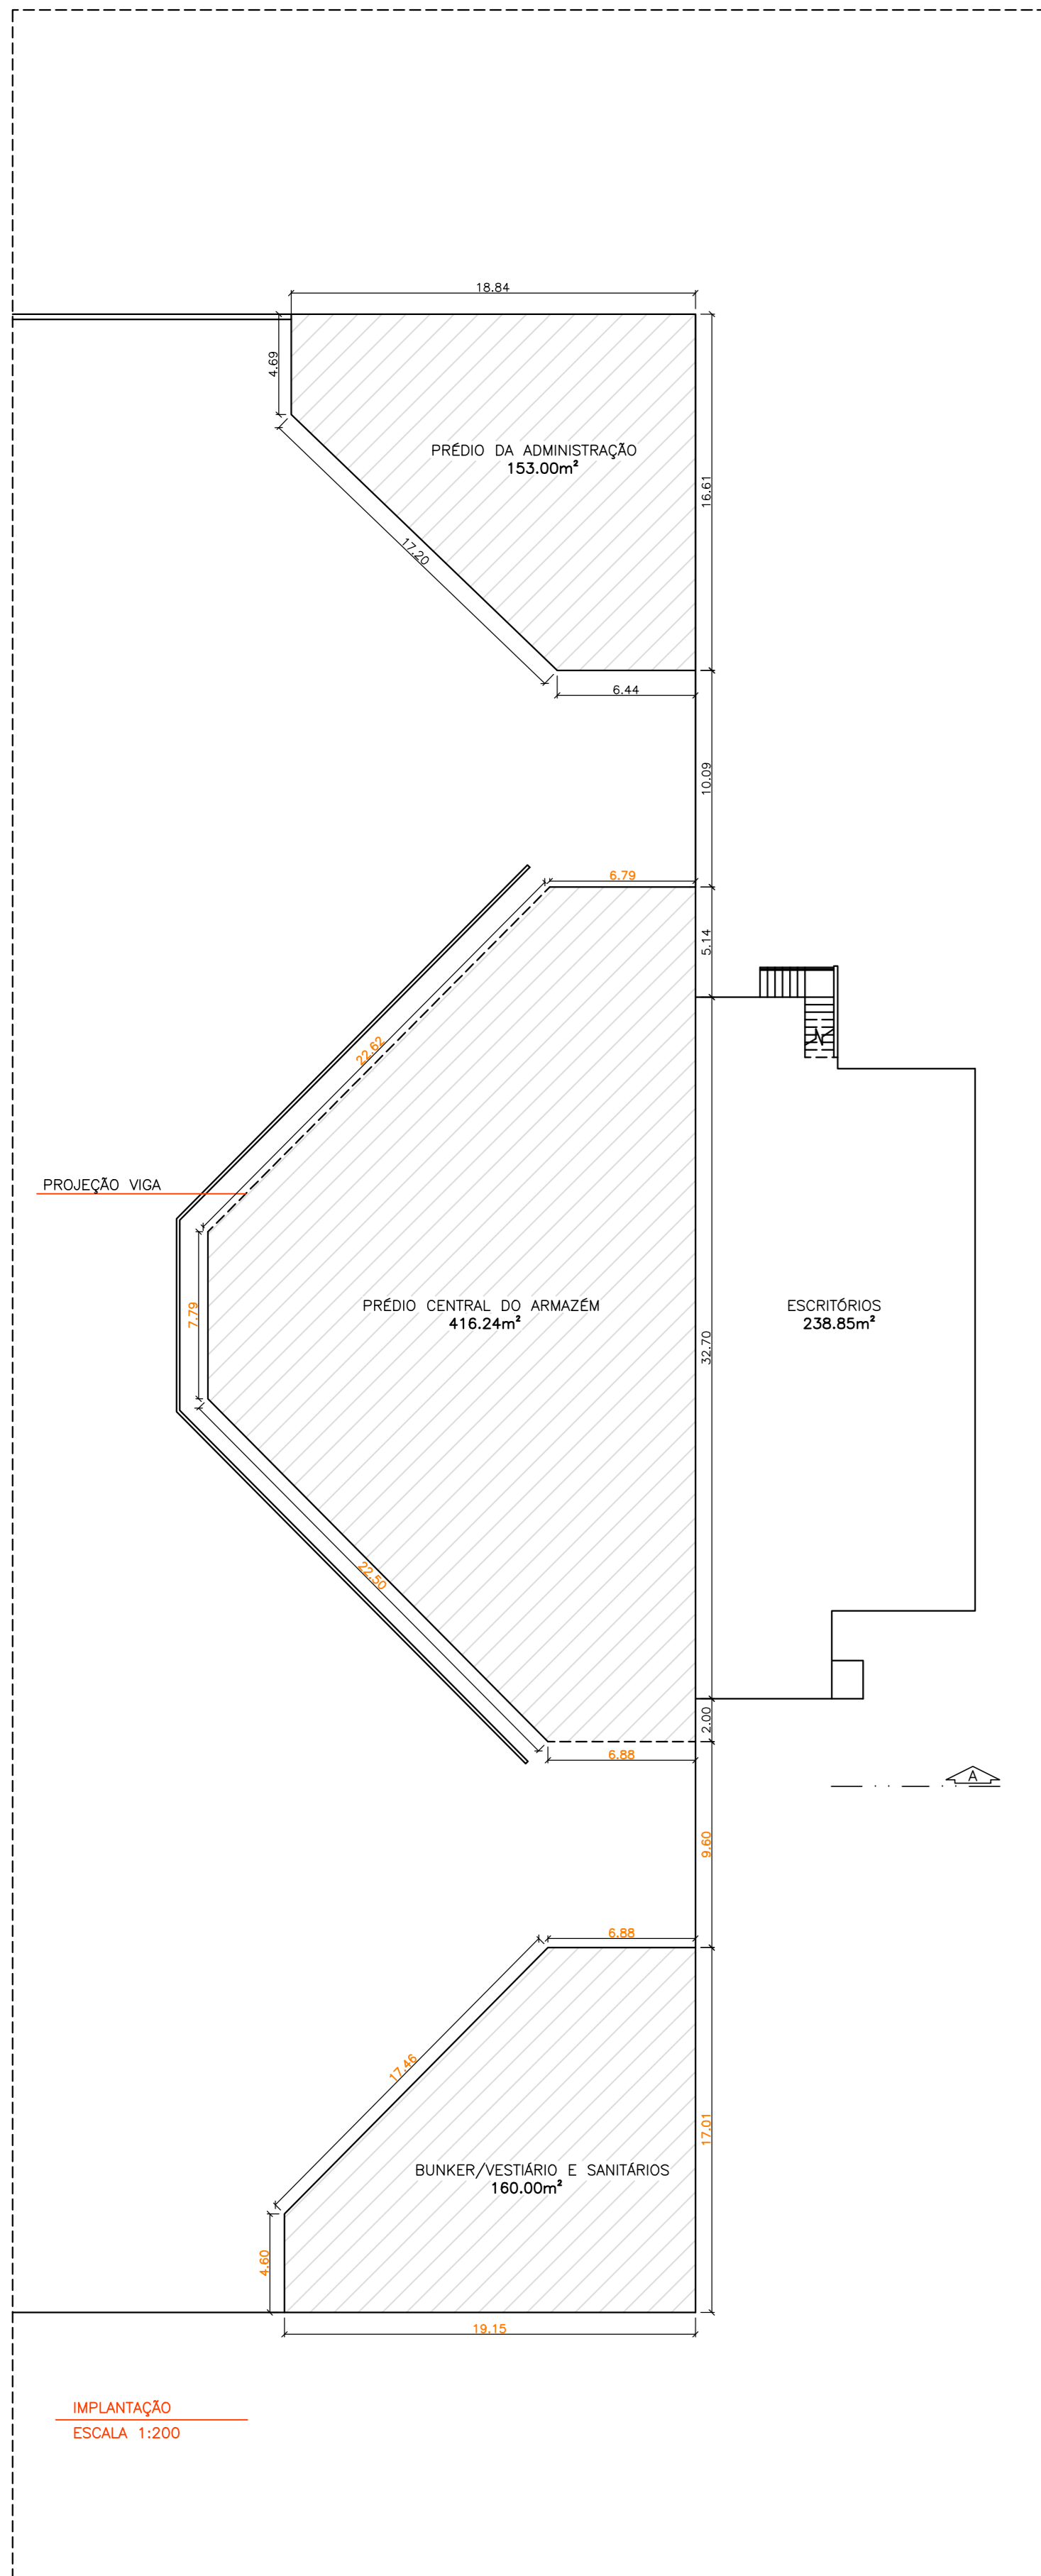 18.84
4.69
PRÉDIO DA ADMINISTRAÇÃO
153.00m²
16.61
17.20
6.44
10.09
6.79
5.14
22.62
PROJEÇÃO VIGA
7.79
PRÉDIO CENTRAL DO ARMAZÉM
416.24m²
ESCRITÓRIOS
238.85m²
32.70
22.50
2.00
6.88
A
9.60
6.88
17.46
17.01
BUNKER/VESTIÁRIO E SANITÁRIOS
160.00m²
4.60
19.15
IMPLANTAÇÃO
ESCALA 1:200